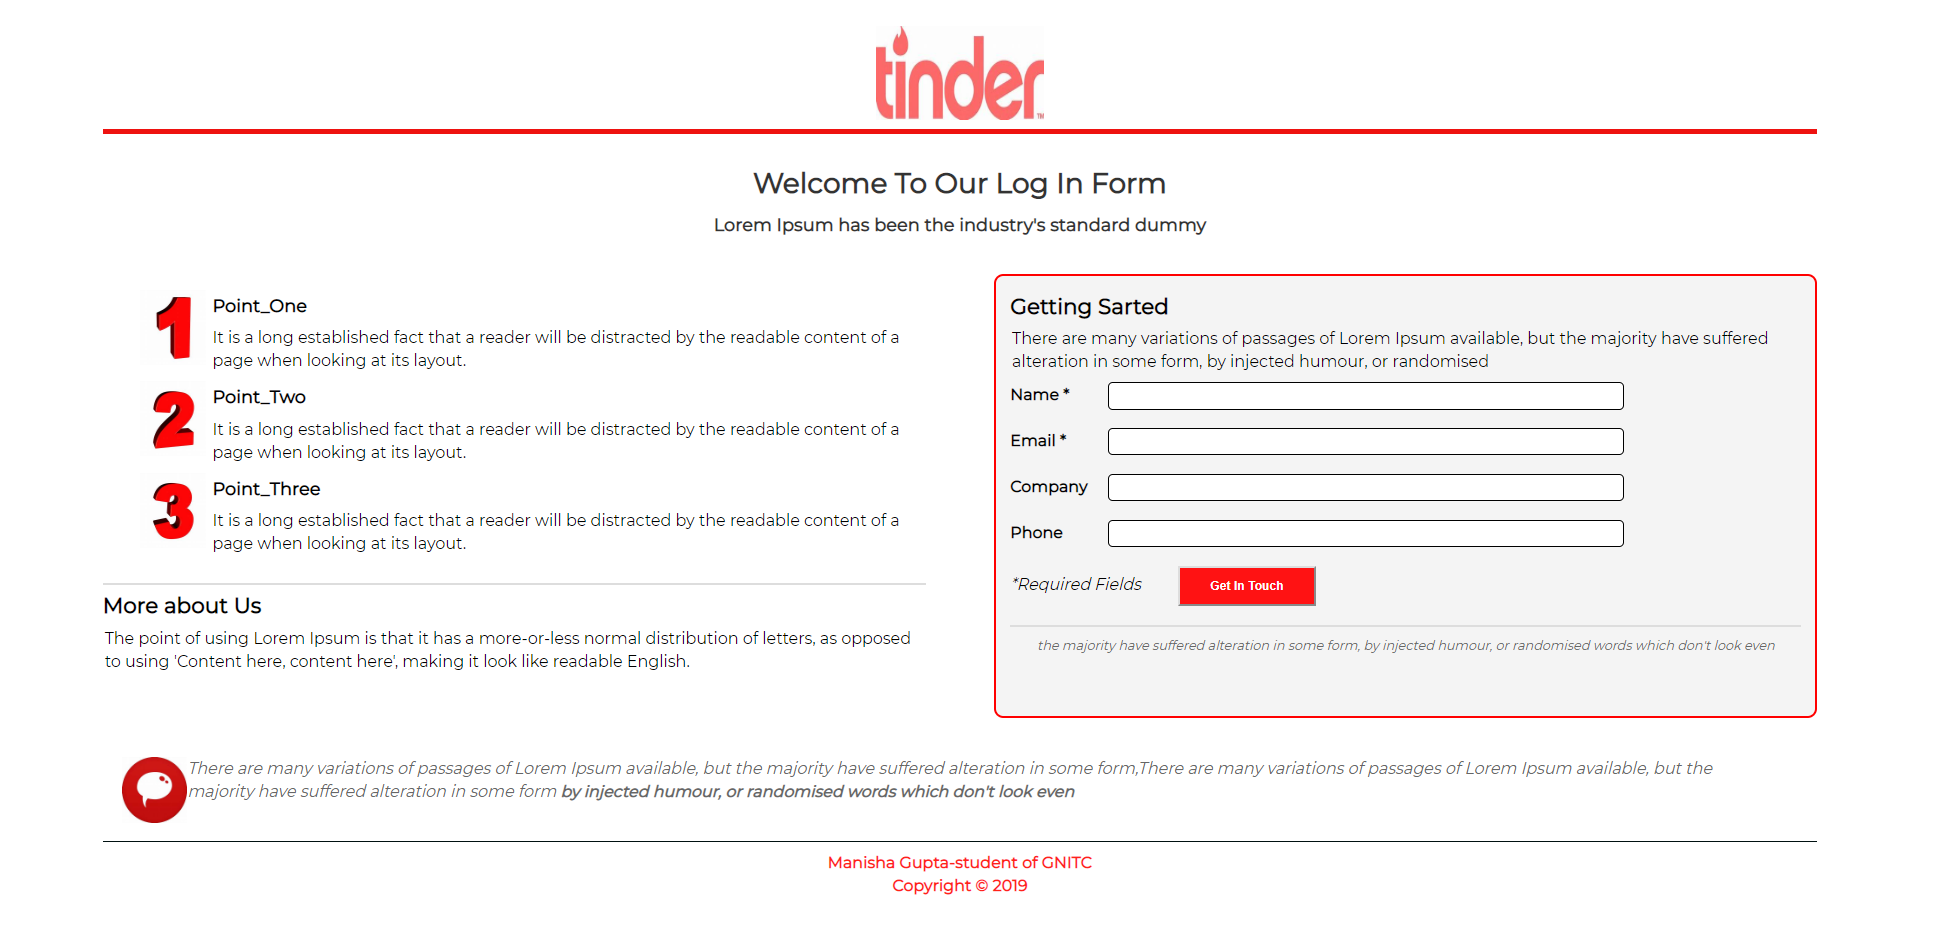 tinder™
Welcome To Our Log In Form
Lorem Ipsum has been the industry's standard dummy
1
Point_One
It is a long established fact that a reader will be distracted by the readable content of a
page when looking at its layout.
2
Point_Two
It is a long established fact that a reader will be distracted by the readable content of a
page when looking at its layout.
3
Point_Three
It is a long established fact that a reader will be distracted by the readable content of a
page when looking at its layout.
More about Us
The point of using Lorem Ipsum is that it has a more-or-less normal distribution of letters, as opposed
to using 'Content here, content here', making it look like readable English.
Getting Sarted
There are many variations of passages of Lorem Ipsum available, but the majority have suffered
alteration in some form, by injected humour, or randomised
Name *
Email *
Company
Phone
*Required Fields
Get In Touch
the majority have suffered alteration in some form, by injected humour, or randomised words which don't look even
There are many variations of passages of Lorem Ipsum available, but the majority have suffered alteration in some form,There are many variations of passages of Lorem Ipsum available, but the
majority have suffered alteration in some form by injected humour, or randomised words which don't look even
Manisha Gupta-student of GNITC
Copyright © 2019